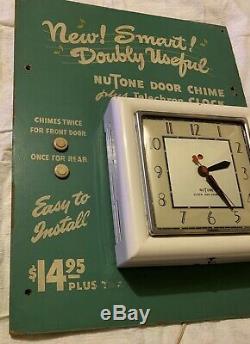 New! Smart!
Doubly Useful
NUTONE DOOR CHIME
plus Telechron CLOCK
CHIMES TWICE
FOR FRONT DOOR
ONCE FOR REAR
Easy to
Install
$14.95
PLUS
12
11
1
10
2
9
3
8
4
7
5
6
NUTONE